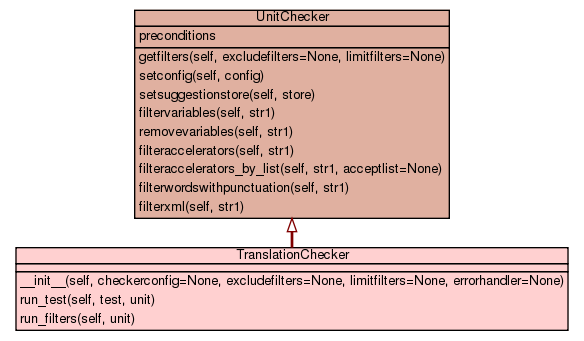 UnitChecker
preconditions
getfilters(self, excludefilters=None, limitfilters=None)
setconfig(self, config)
setsuggestionstore(self, store)
filtervariables(self, str1)
removevariables(self, str1)
filteraccelerators(self, str1)
filteraccelerators_by_list(self, str1, acceptlist=None)
filterwordswithpunctuation(self, str1)
filterxml(self, str1)
TranslationChecker
__init__(self, checkerconfig=None, excludefilters=None, limitfilters=None, errorhandler=None)
run_test(self, test, unit)
run_filters(self, unit)